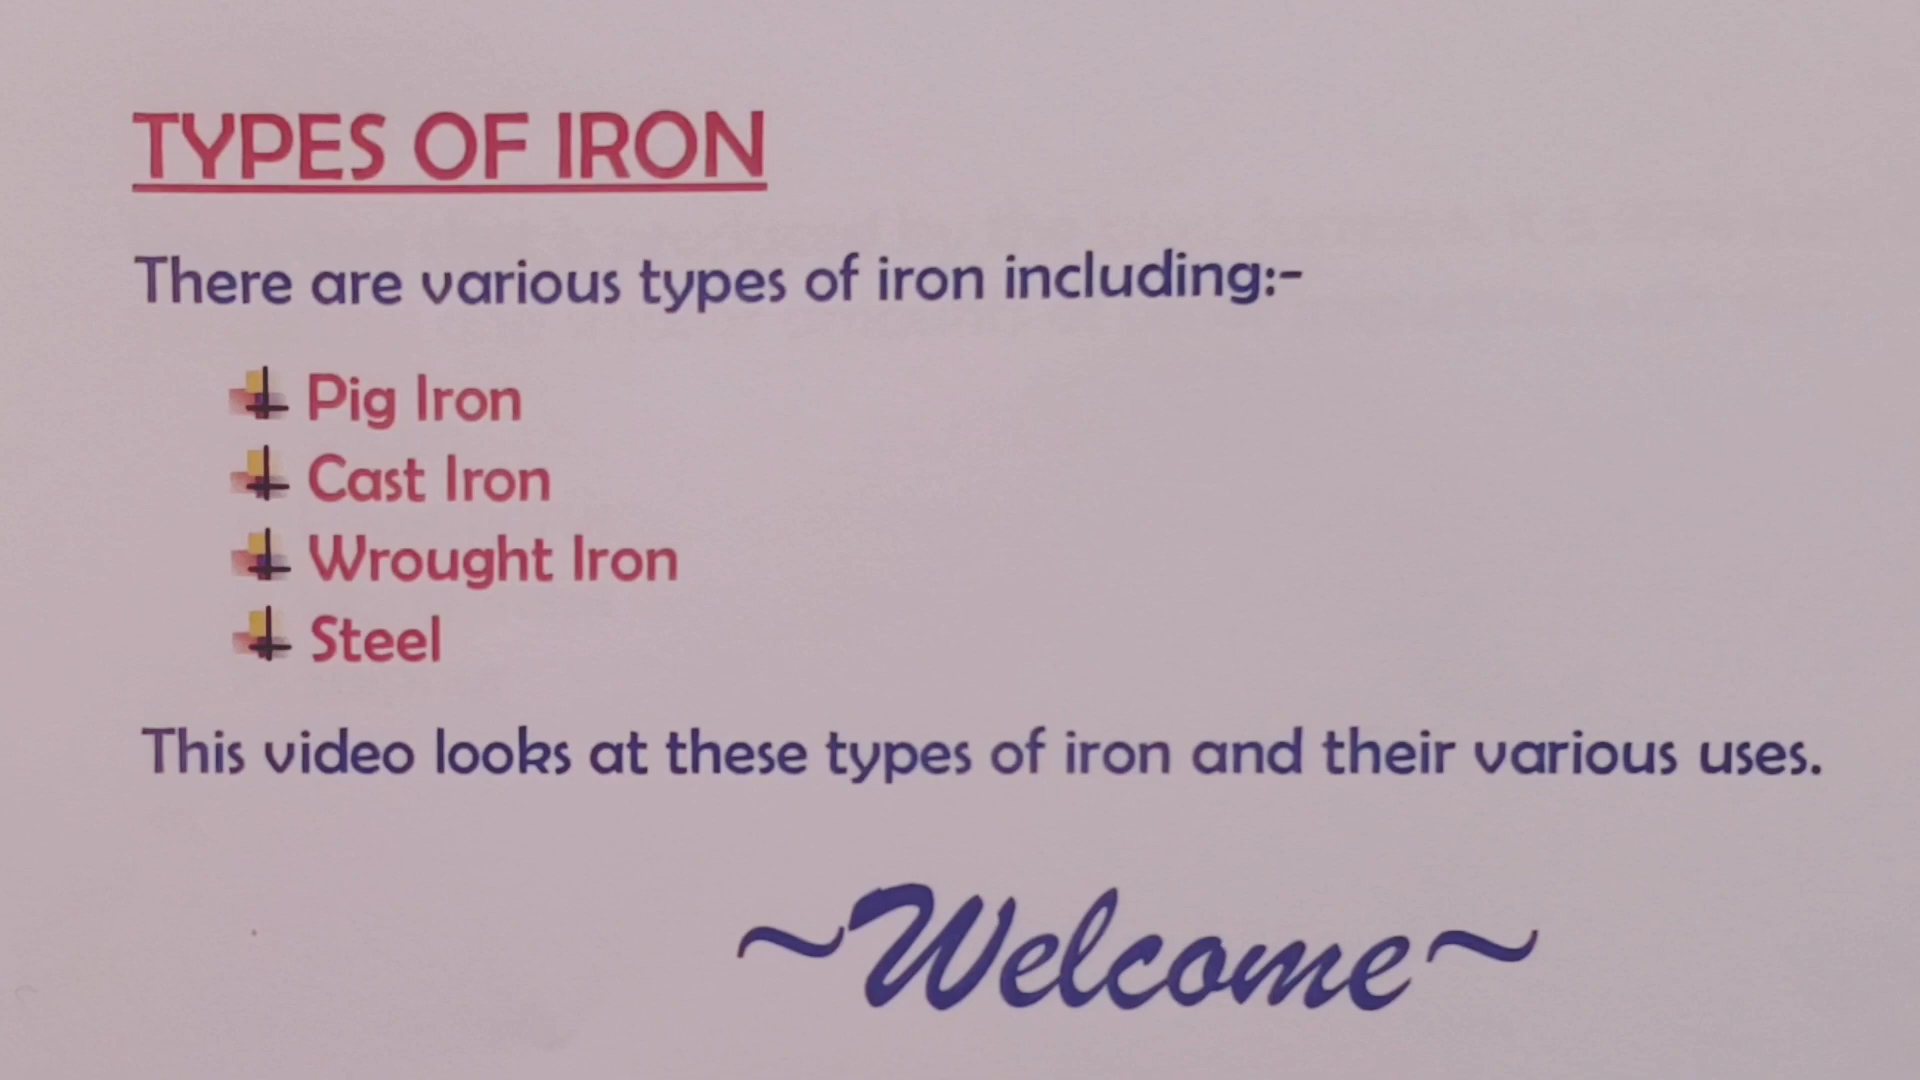 TYPES OF IRON
There are various types of iron including:-
Pig Iron
Cast Iron
Wrought Iron
Steel
This video looks at these types of iron and their various uses.
~Welcome~